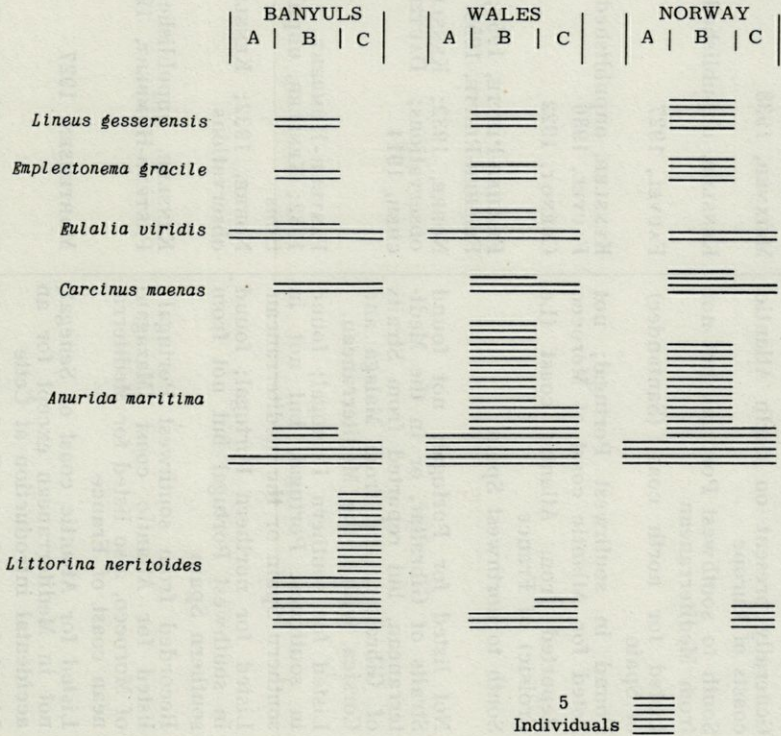 BANYULS WALES NORWAY
A | B | C A | B | C A | B | C
Lineus gesserensis
Emplectonema gracile
Eulalia viridis
Carcinus maenas
Anurida maritima
Littorina neritoides
5
Individuals